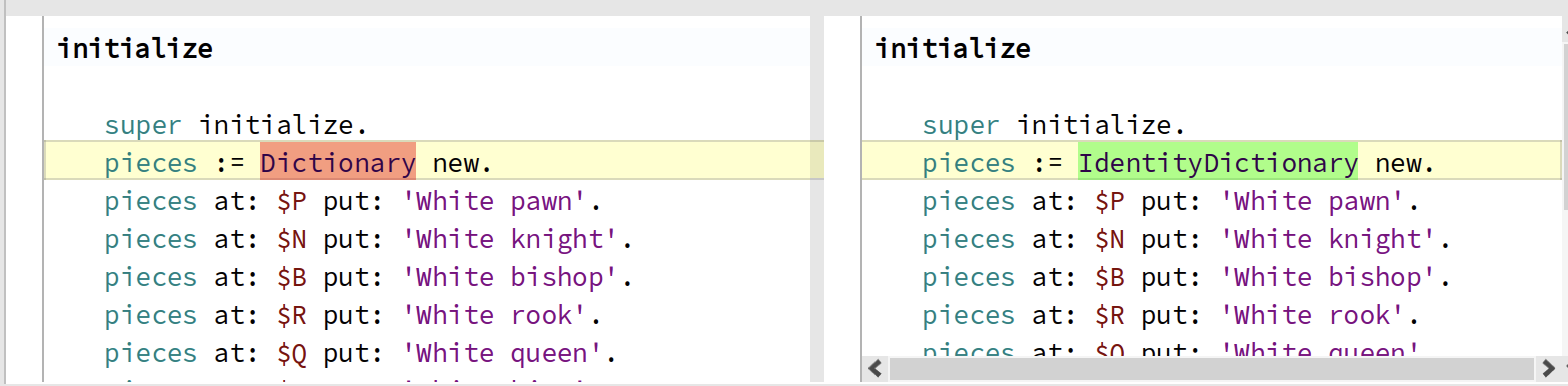 initialize
super initialize.
pieces := Dictionary new.
pieces at: $P put: 'White pawn'.
pieces at: $N put: 'White knight'.
pieces at: $B put: 'White bishop'.
pieces at: $R put: 'White rook'.
pieces at: $Q put: 'White queen'.
initialize
super initialize.
pieces := IdentityDictionary new.
pieces at: $P put: 'White pawn'.
pieces at: $N put: 'White knight'.
pieces at: $B put: 'White bishop'.
pieces at: $R put: 'White rook'.
pieces at: $Q put: 'White queen'